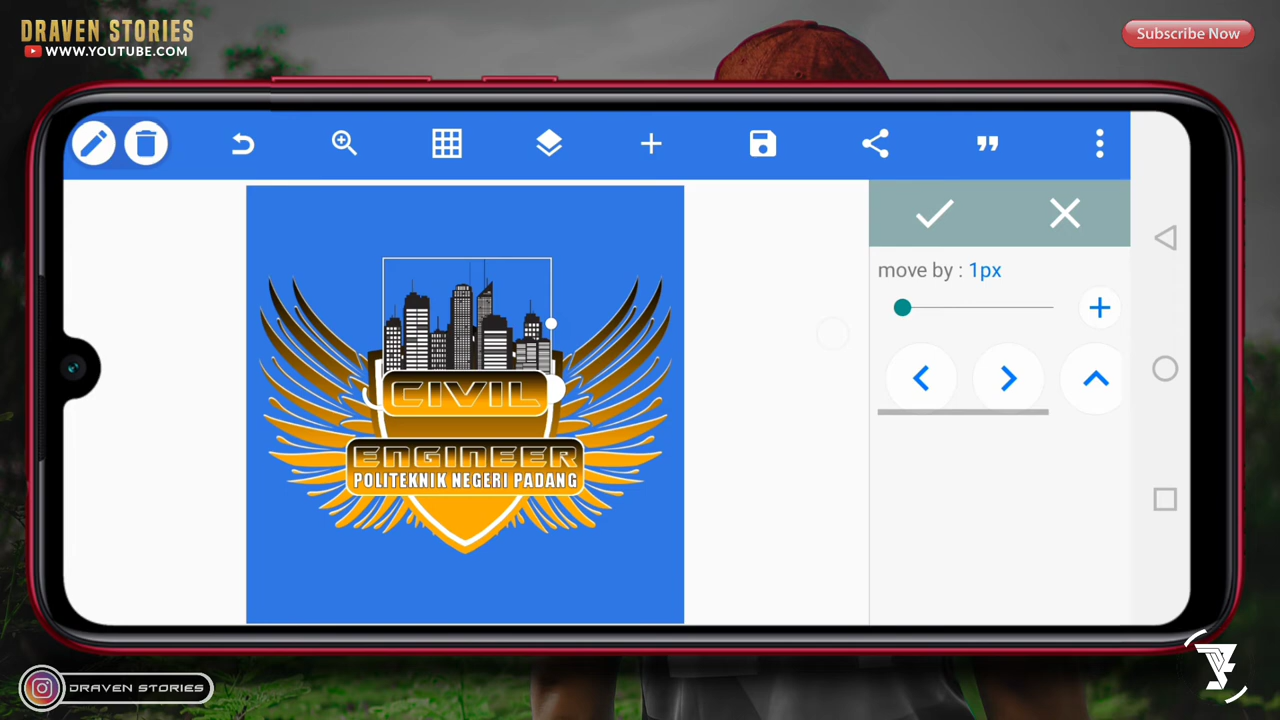 DRAVEN STORIES
WWW.YOUTUBE.COM
Subscribe Now
move by : 1px
CIVIL
ENGINEER
POLITEKNIK NEGERI PADANG
DRAVEN STORIES